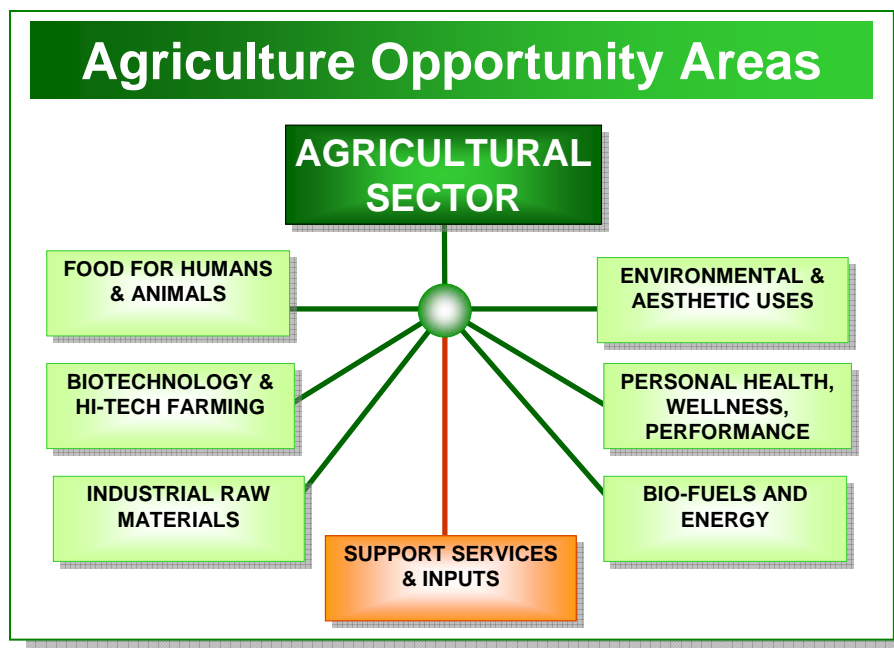 Agriculture Opportunity Areas
AGRICULTURAL
SECTOR
FOOD FOR HUMANS
& ANIMALS
BIOTECHNOLOGY &
HI-TECH FARMING
INDUSTRIAL RAW
MATERIALS
SUPPORT SERVICES
& INPUTS
ENVIRONMENTAL &
AESTHETIC USES
PERSONAL HEALTH,
WELLNESS,
PERFORMANCE
BIO-FUELS AND
ENERGY